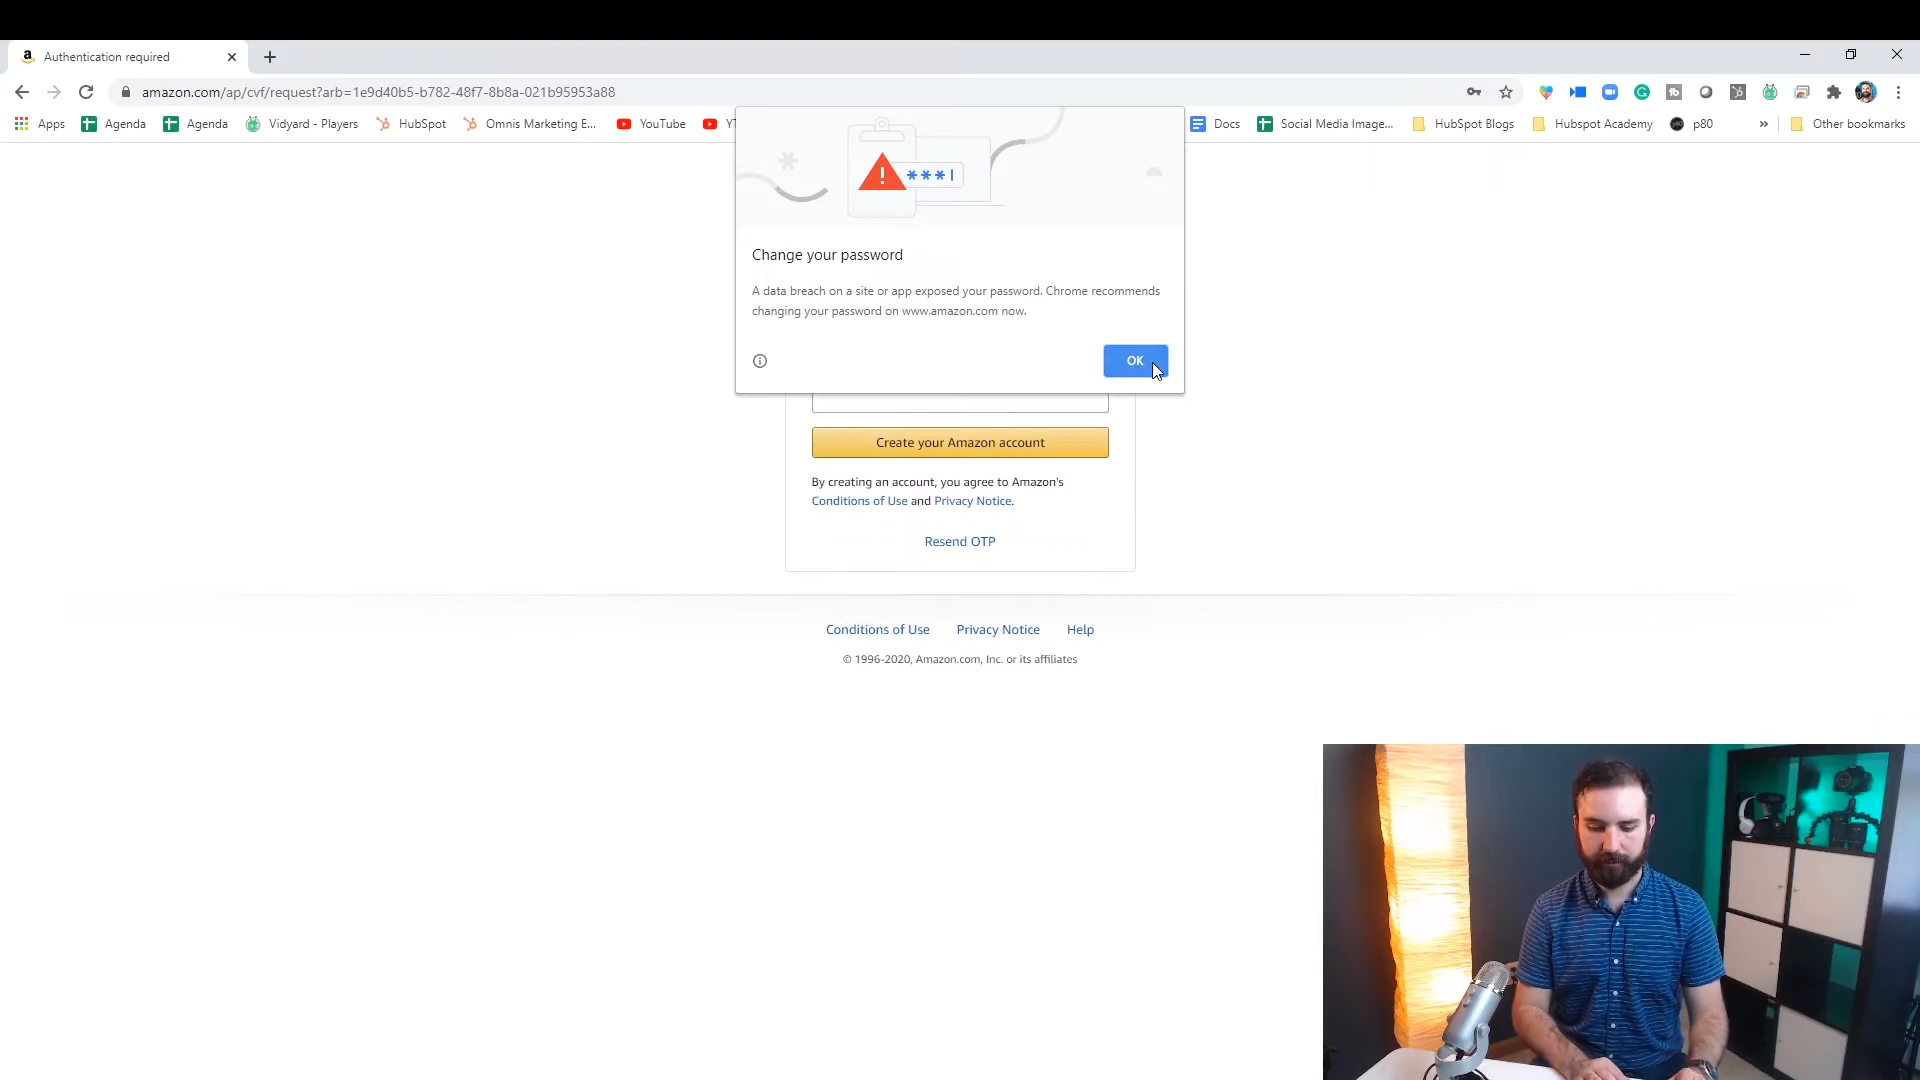 Authentication required
amazon.com/ap/cvf/request?arb=1e9d40b5-b782-48f7-8b8a-021b95953a88
Apps Agenda Agenda Vidyard - Players HubSpot Omnis Marketing E... YouTube Docs Social Media Image... HubSpot Blogs Hubspot Academy p80 » Other bookmarks
***
Change your password
A data breach on a site or app exposed your password. Chrome recommends
changing your password on www.amazon.com now.
OK
Create your Amazon account
By creating an account, you agree to Amazon's
Conditions of Use and Privacy Notice.
Resend OTP
Conditions of Use Privacy Notice Help
© 1996-2020, Amazon.com, Inc. or its affiliates